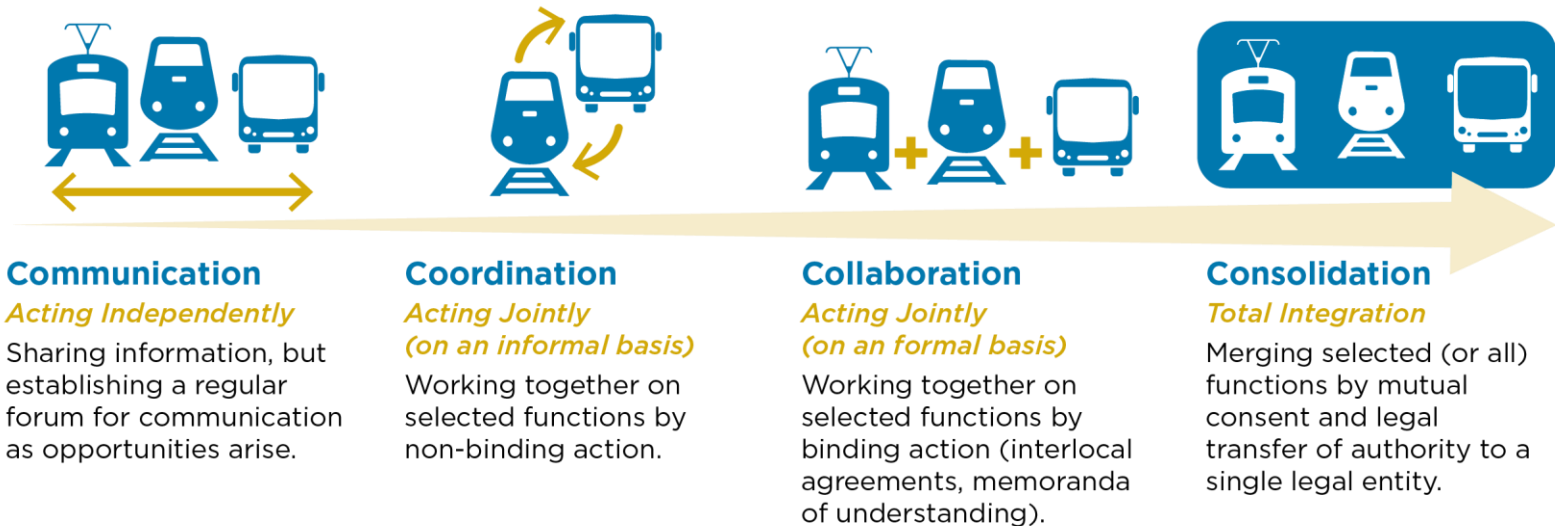 Communication
Acting Independently
Sharing information, but
establishing a regular
forum for communication
as opportunities arise.
Coordination
Acting Jointly
(on an informal basis)
Working together on
selected functions by
non-binding action.
Collaboration
Acting Jointly
(on an formal basis)
Working together on
selected functions by
binding action (interlocal
agreements, memoranda
of understanding).
Consolidation
Total Integration
Merging selected (or all)
functions by mutual
consent and legal
transfer of authority to a
single legal entity.